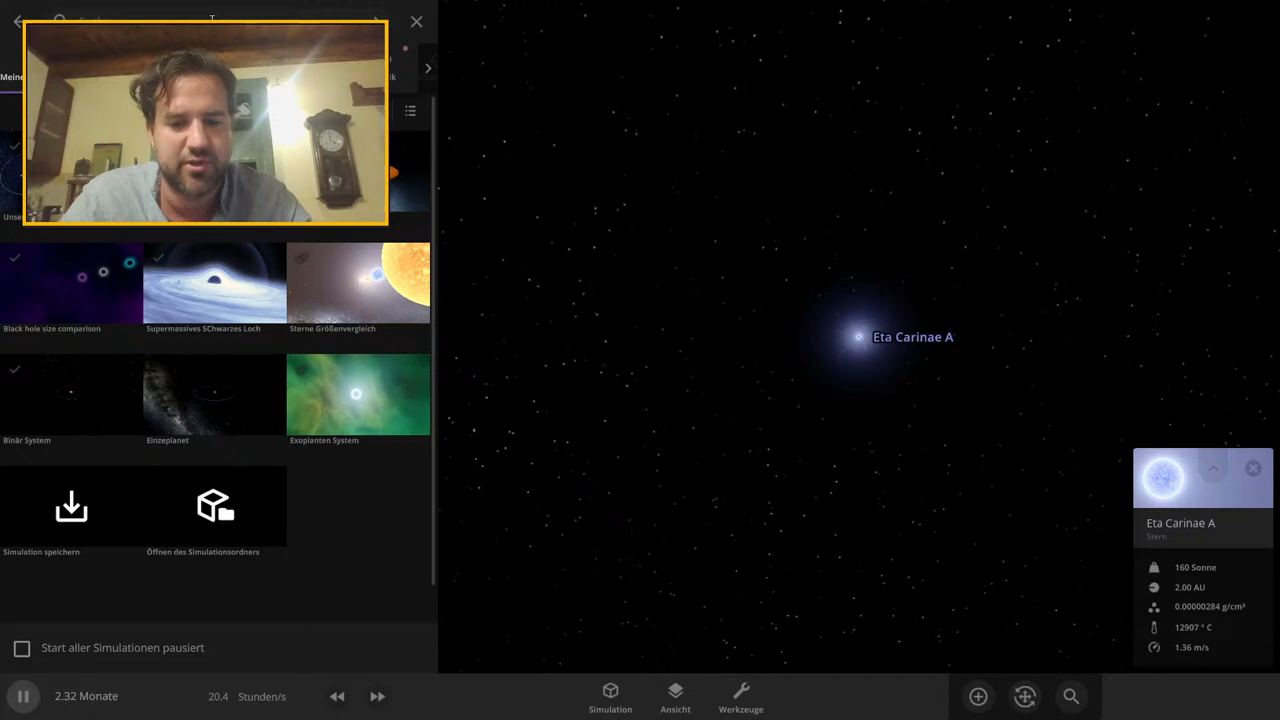 Meine
ik
Unse
Black hole size comparison
Supermassives SChwarzes Loch
Sterne Größenvergleich
Binär System
Einzeplanet
Exoplanten System
Simulation speichern
Öffnen des Simulationsordners
Start aller Simulationen pausiert
2.32 Monate
20,4 Stunden/s
Simulation
Ansicht
Werkzeuge
Eta Carinae A
Eta Carinae A
Stern
160 Sonne
2.00 AU
0.00000284 g/cm³
12907 ° C
1.36 m/s